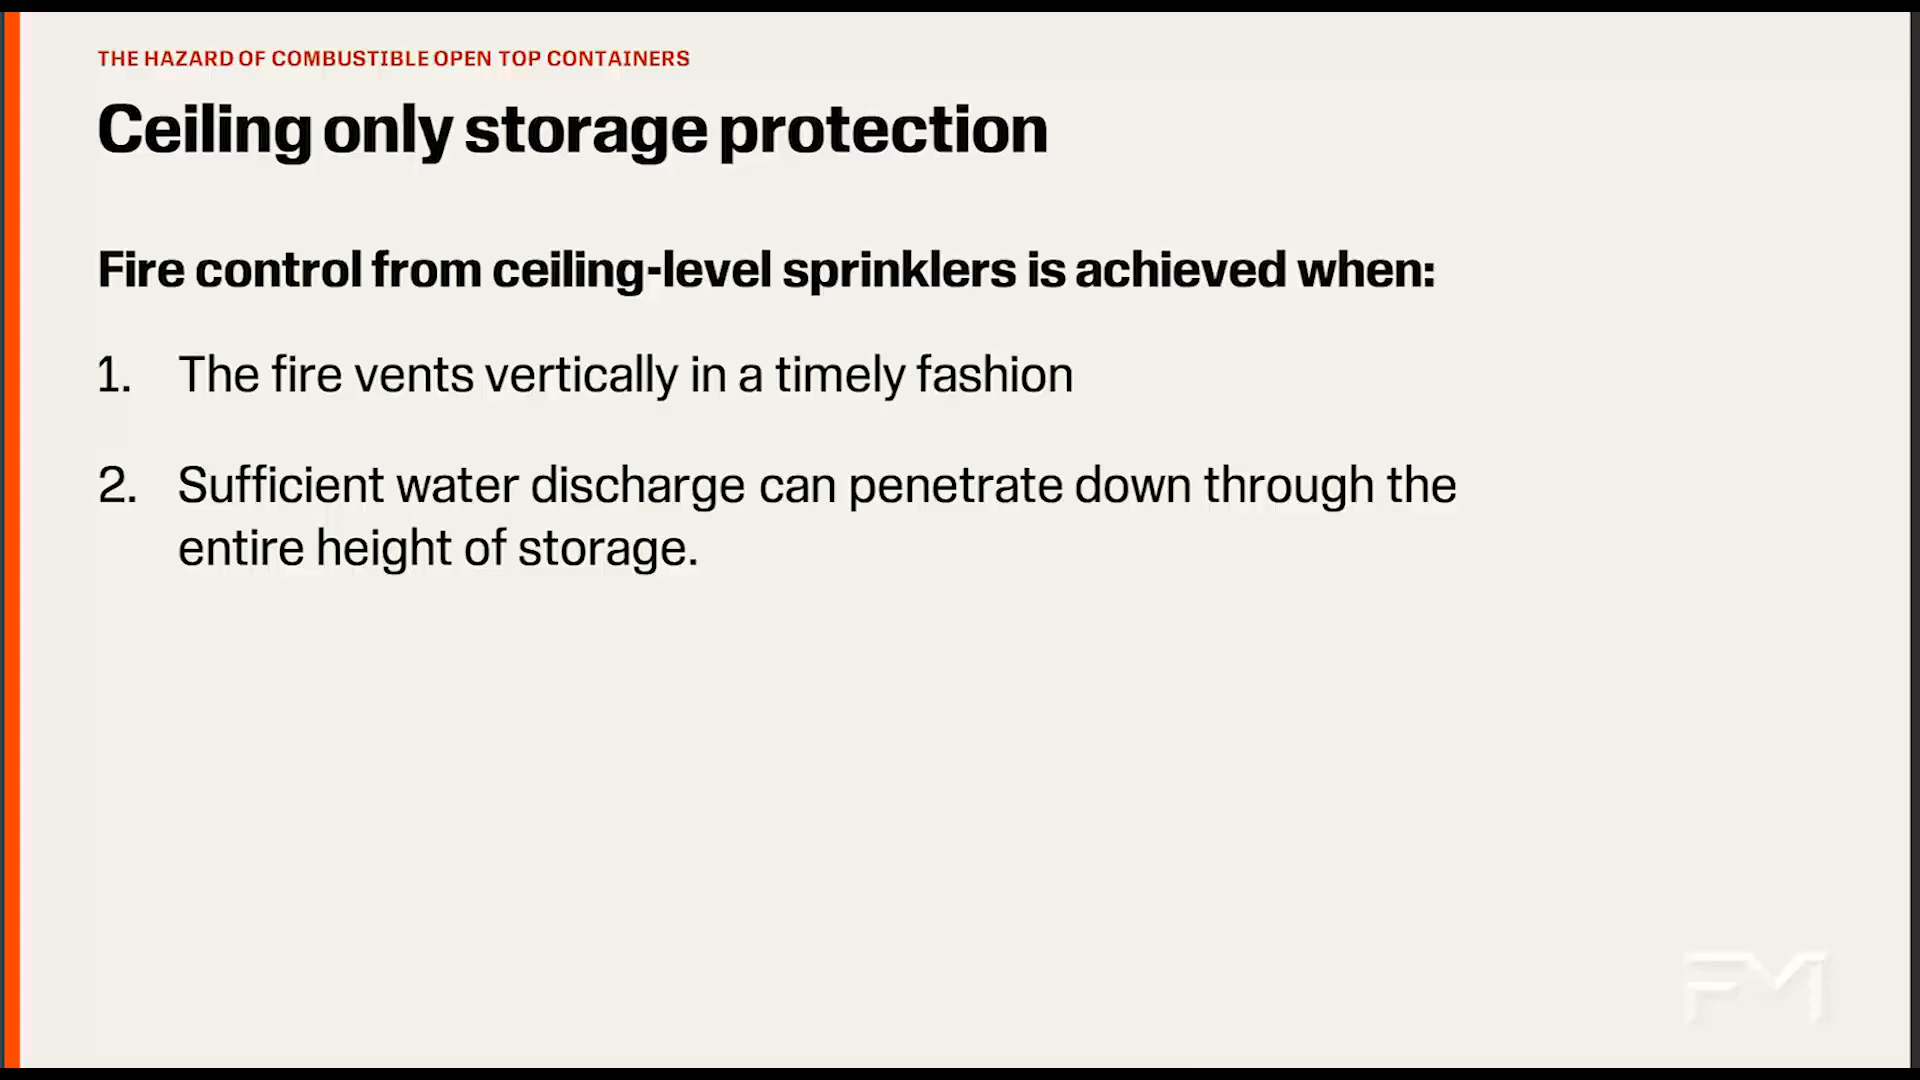 THE HAZARD OF COMBUSTIBLE OPEN TOP CONTAINERS
Ceiling only storage protection
Fire control from ceiling-level sprinklers is achieved when:
1. The fire vents vertically in a timely fashion
2. Sufficient water discharge can penetrate down through the
entire height of storage.
FM